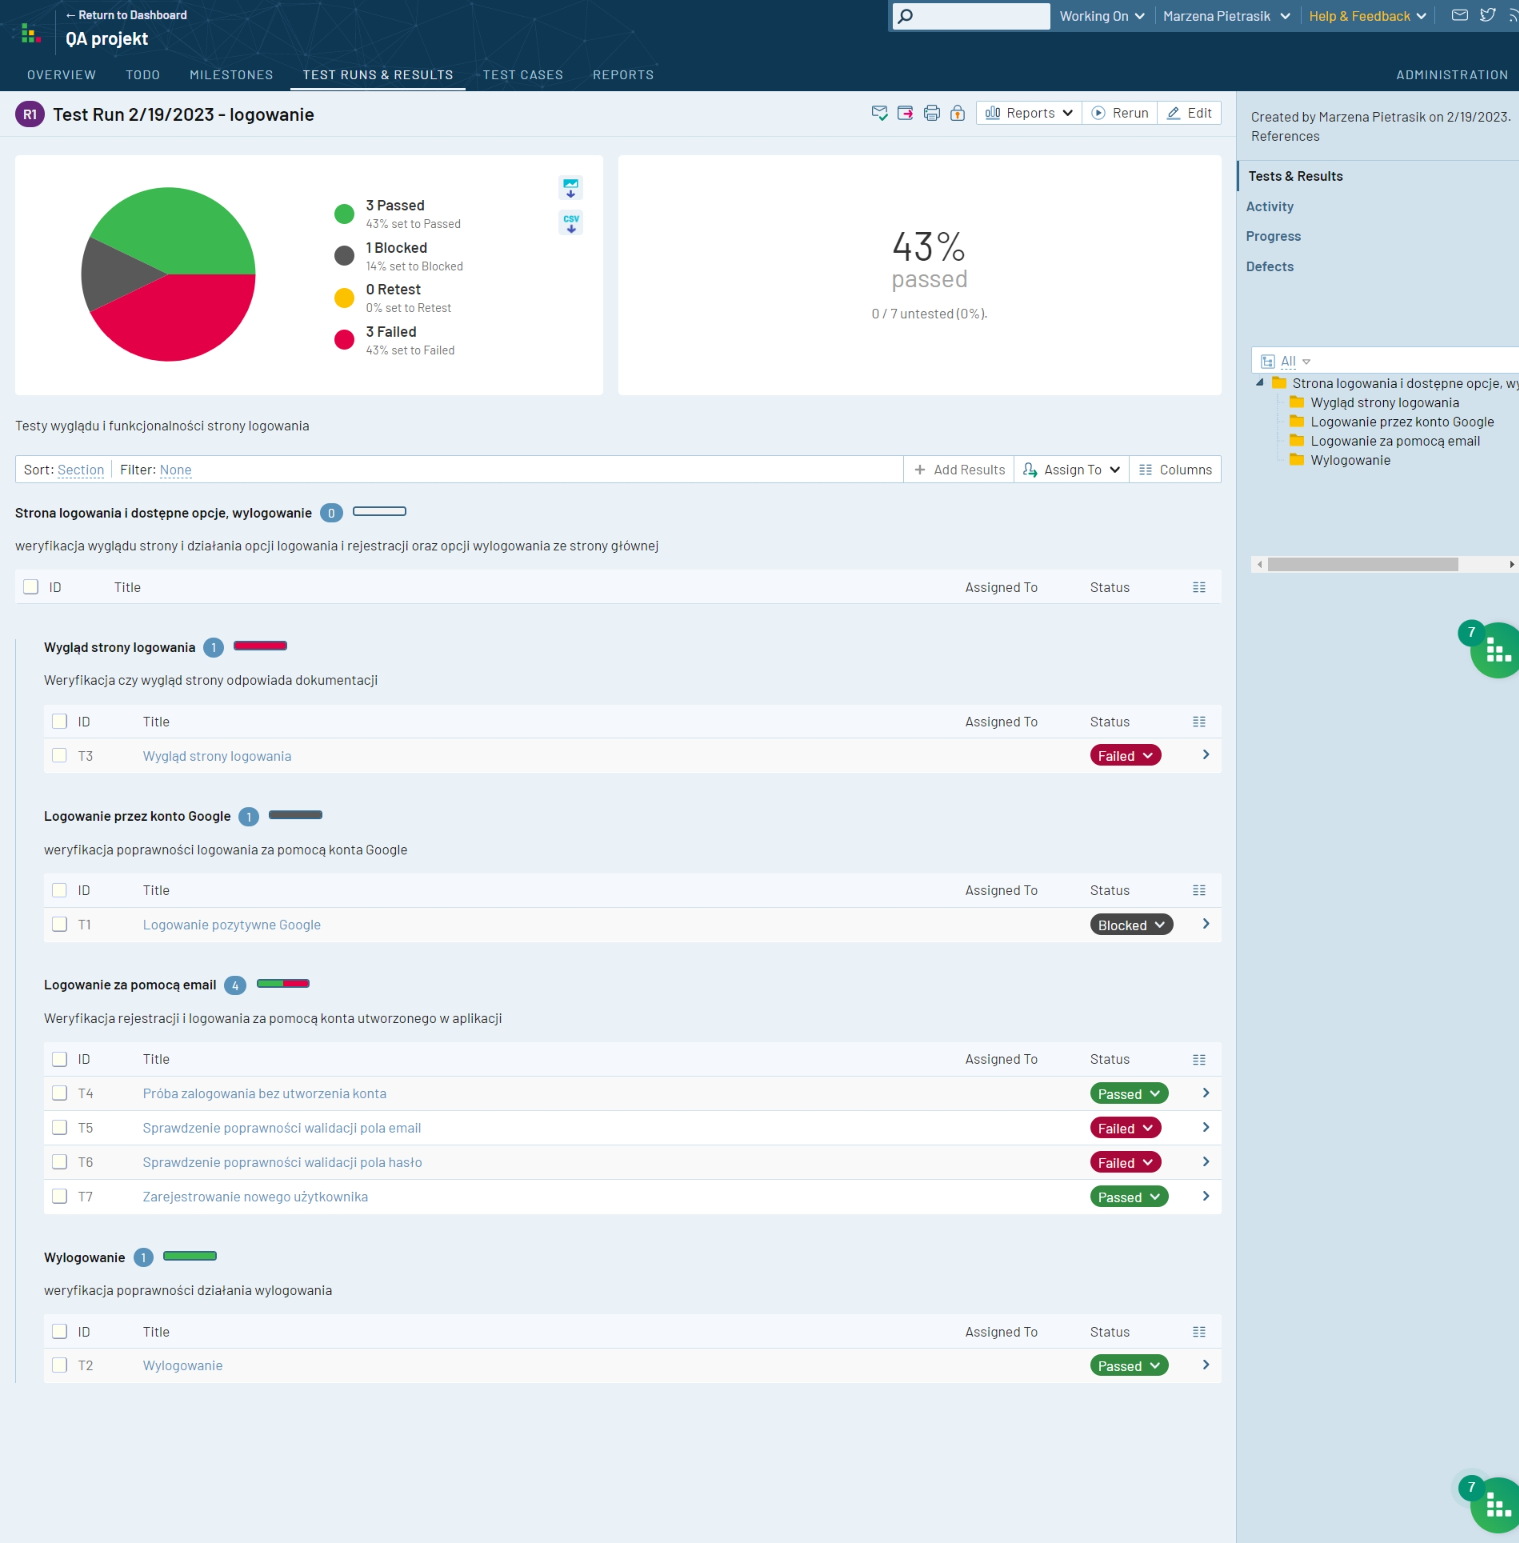 ← Return to Dashboard
QA projekt
Working On
Marzena Pietrasik
Help & Feedback
OVERVIEW
TODO
MILESTONES
TEST RUNS & RESULTS
TEST CASES
REPORTS
ADMINISTRATION
R1
Test Run 2/19/2023 - logowanie
Reports
Rerun
Edit
3 Passed
43% set to Passed
1 Blocked
14% set to Blocked
0 Retest
0% set to Retest
3 Failed
43% set to Failed
CSV
43%
passed
0 / 7 untested (0%).
Created by Marzena Pietrasik on 2/19/2023.
References
Tests & Results
Activity
Progress
Defects
All
Strona logowania i dostępne opcje, wy
Wygląd strony logowania
Logowanie przez konto Google
Logowanie za pomocą email
Wylogowanie
Testy wyglądu i funkcjonalności strony logowania
Sort: Section
Filter: None
Add Results
Assign To
Columns
Strona logowania i dostępne opcje, wylogowanie 0
weryfikacja wyglądu strony i działania opcji logowania i rejestracji oraz opcji wylogowania ze strony głównej
ID Title Assigned To Status
Wygląd strony logowania 1
Weryfikacja czy wygląd strony odpowiada dokumentacji
ID Title Assigned To Status
T3 Wygląd strony logowania Failed
7
Logowanie przez konto Google 1
weryfikacja poprawności logowania za pomocą konta Google
ID Title Assigned To Status
T1 Logowanie pozytywne Google Blocked
Logowanie za pomocą email 4
Weryfikacja rejestracji i logowania za pomocą konta utworzonego w aplikacji
ID Title Assigned To Status
T4 Próba zalogowania bez utworzenia konta Passed
T5 Sprawdzenie poprawności walidacji pola email Failed
T6 Sprawdzenie poprawności walidacji pola hasło Failed
T7 Zarejestrowanie nowego użytkownika Passed
Wylogowanie 1
weryfikacja poprawności działania wylogowania
ID Title Assigned To Status
T2 Wylogowanie Passed
7